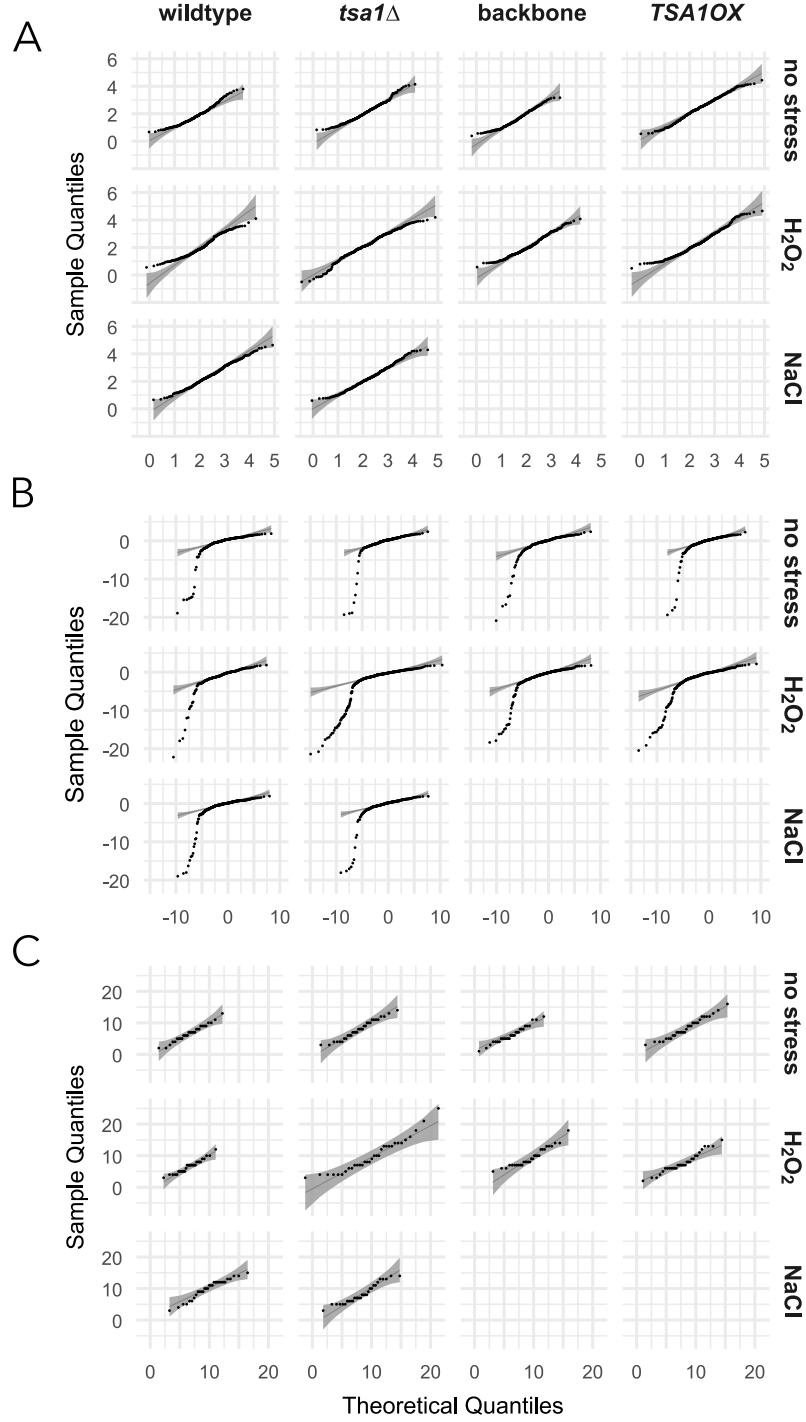 wildtype tsa1Δ backbone TSA1OX
A
6
4
2
0
no stress
6
4
2
0
H₂O₂
Sample Quantiles
6
4
2
0
NaCl
0 1 2 3 4 5 0 1 2 3 4 5 0 1 2 3 4 5 0 1 2 3 4 5
B
0
-10
-20
no stress
0
-10
-20
H₂O₂
Sample Quantiles
0
-10
-20
NaCl
-10 0 10 -10 0 10 -10 0 10 -10 0 10
C
20
10
0
no stress
20
10
0
H₂O₂
Sample Quantiles
20
10
0
NaCl
0 10 20 0 10 20 0 10 20 0 10 20
Theoretical Quantiles